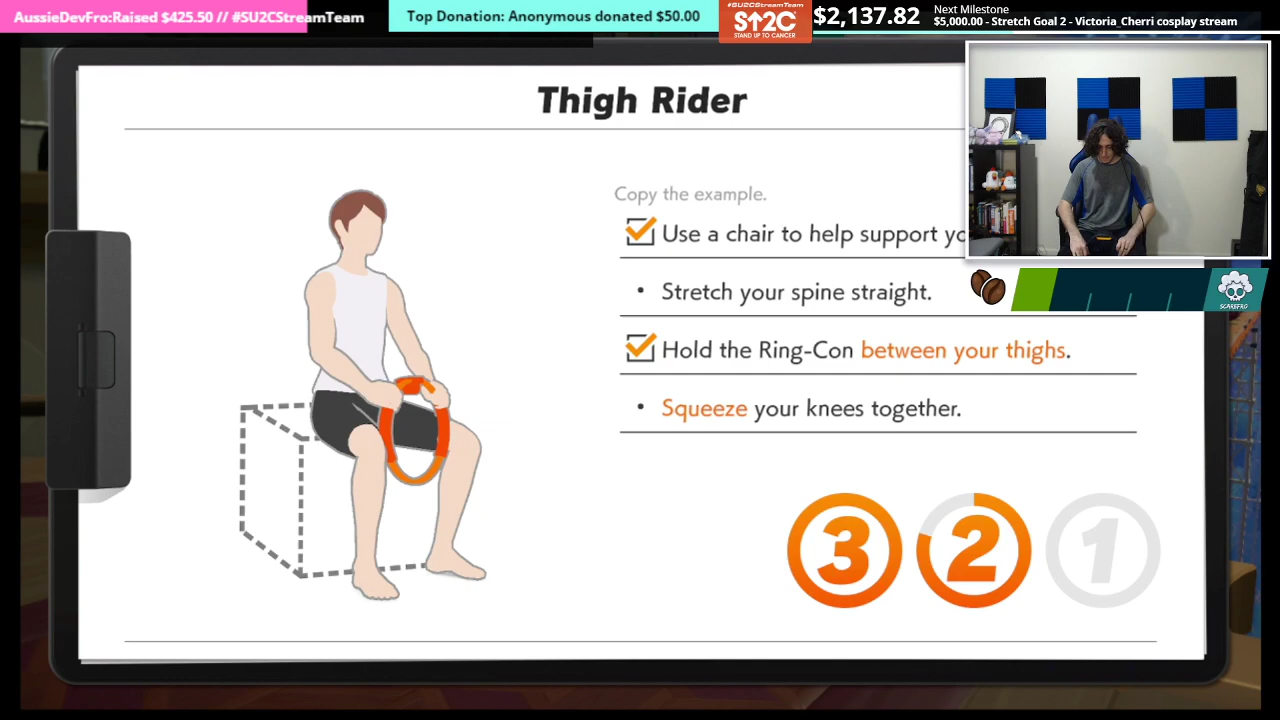 AussieDevFro:Raised $425.50 // #SU2CStreamTeam
Top Donation: Anonymous donated $50.00
#SU2CStreamTeam
ST2C
STAND UP TO CANCER
$2,137.82
Next Milestone
$5,000.00 - Stretch Goal 2 - Victoria_Cherri cosplay stream
Thigh Rider
Copy the example.
Use a chair to help support yo
• Stretch your spine straight.
Hold the Ring-Con between your thighs.
• Squeeze your knees together.
SCARSFRO
3 2 1